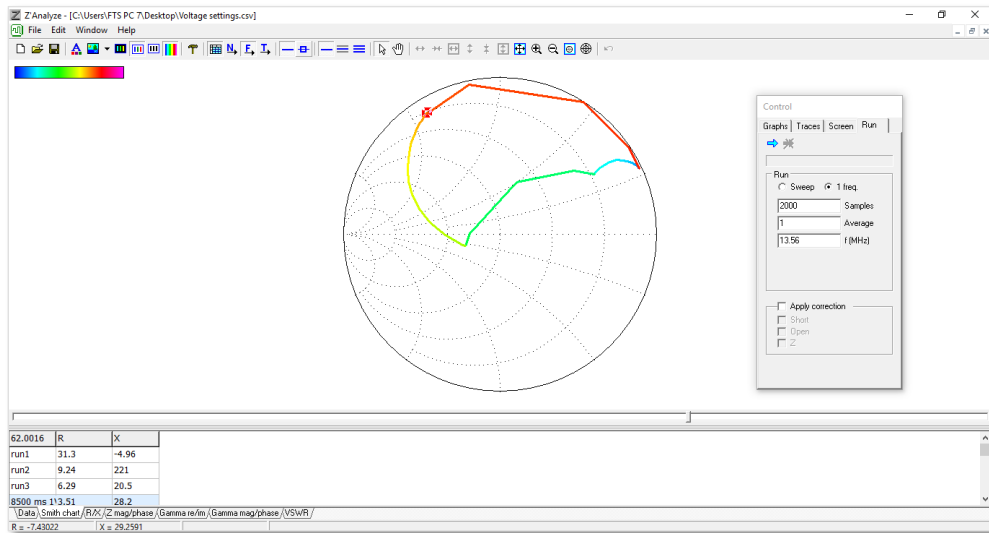 Z'Analyze - [C:\Users\FTS PC 7\Desktop\Voltage settings.csv]
File Edit Window Help
Control
Graphs Traces Screen Run
Run
Sweep 1 freq.
2000 Samples
1 Average
13.56 f (MHz)
Apply correction
Short
Open
Z
62.0016 R X
run1 31.3 -4.96
run2 9.24 221
run3 6.29 20.5
8500 ms 1\3.51 28.2
Data Smith chart R/X Z mag/phase Gamma re/im Gamma mag/phase VSWR
R = -7.43022 X = 29.2591